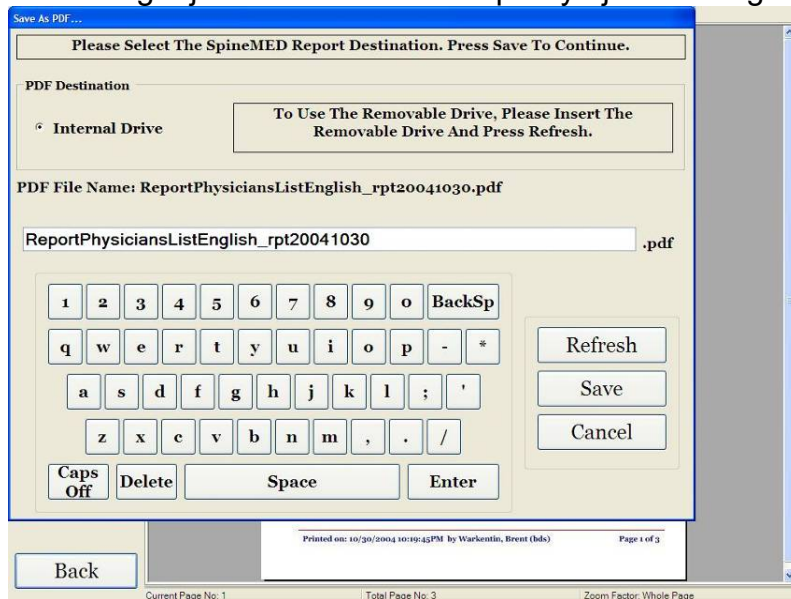 Save As PDF...
Please Select The SpineMED Report Destination. Press Save To Continue.
PDF Destination
Internal Drive
To Use The Removable Drive, Please Insert The
Removable Drive And Press Refresh.
PDF File Name: ReportPhysiciansListEnglish_rpt20041030.pdf
ReportPhysiciansListEnglish_rpt20041030 .pdf
1 2 3 4 5 6 7 8 9 0 BackSp
q w e r t y u i o p - *
a s d f g h j k l ; '
z x c v b n m , . /
Caps Off Delete Space Enter
Refresh
Save
Cancel
Printed on: 10/30/2004 10:19:45PM by Warkentin, Brent (bds) Page 1 of 3
Back
Current Page No: 1 Total Page No: 3 Zoom Factor: Whole Page